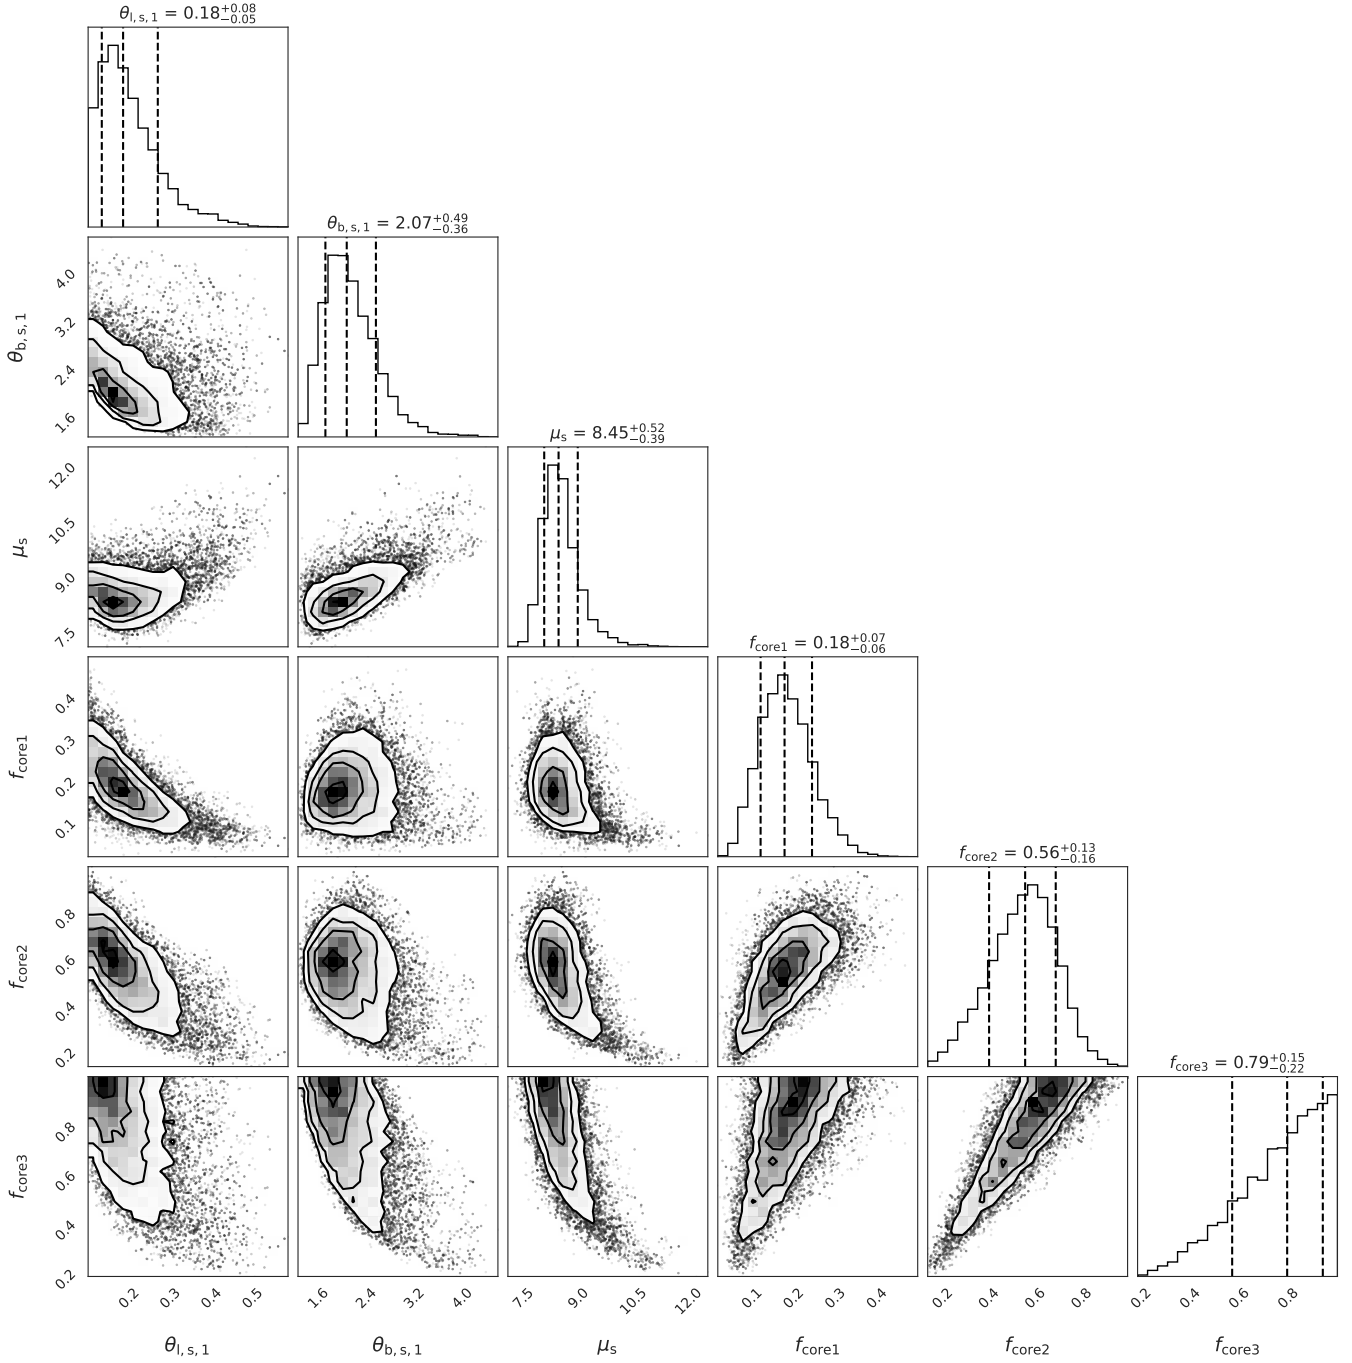 θl,s,1 = 0.18+0.08−0.05
θb,s,1 = 2.07+0.49−0.36
4.0
3.2
2.4
1.6
θb,s,1
μs = 8.45+0.52−0.39
12.0
10.5
9.0
7.5
μs
fcore1 = 0.18+0.07−0.06
0.4
0.3
0.2
0.1
fcore1
fcore2 = 0.56+0.13−0.16
0.8
0.6
0.4
0.2
fcore2
fcore3 = 0.79+0.15−0.22
0.8
0.6
0.4
0.2
fcore3
0.2 0.3 0.4 0.5 1.6 2.4 3.2 4.0 7.5 9.0 10.5 12.0 0.1 0.2 0.3 0.4 0.2 0.4 0.6 0.8 0.2 0.4 0.6 0.8
θl,s,1 θb,s,1 μs fcore1 fcore2 fcore3